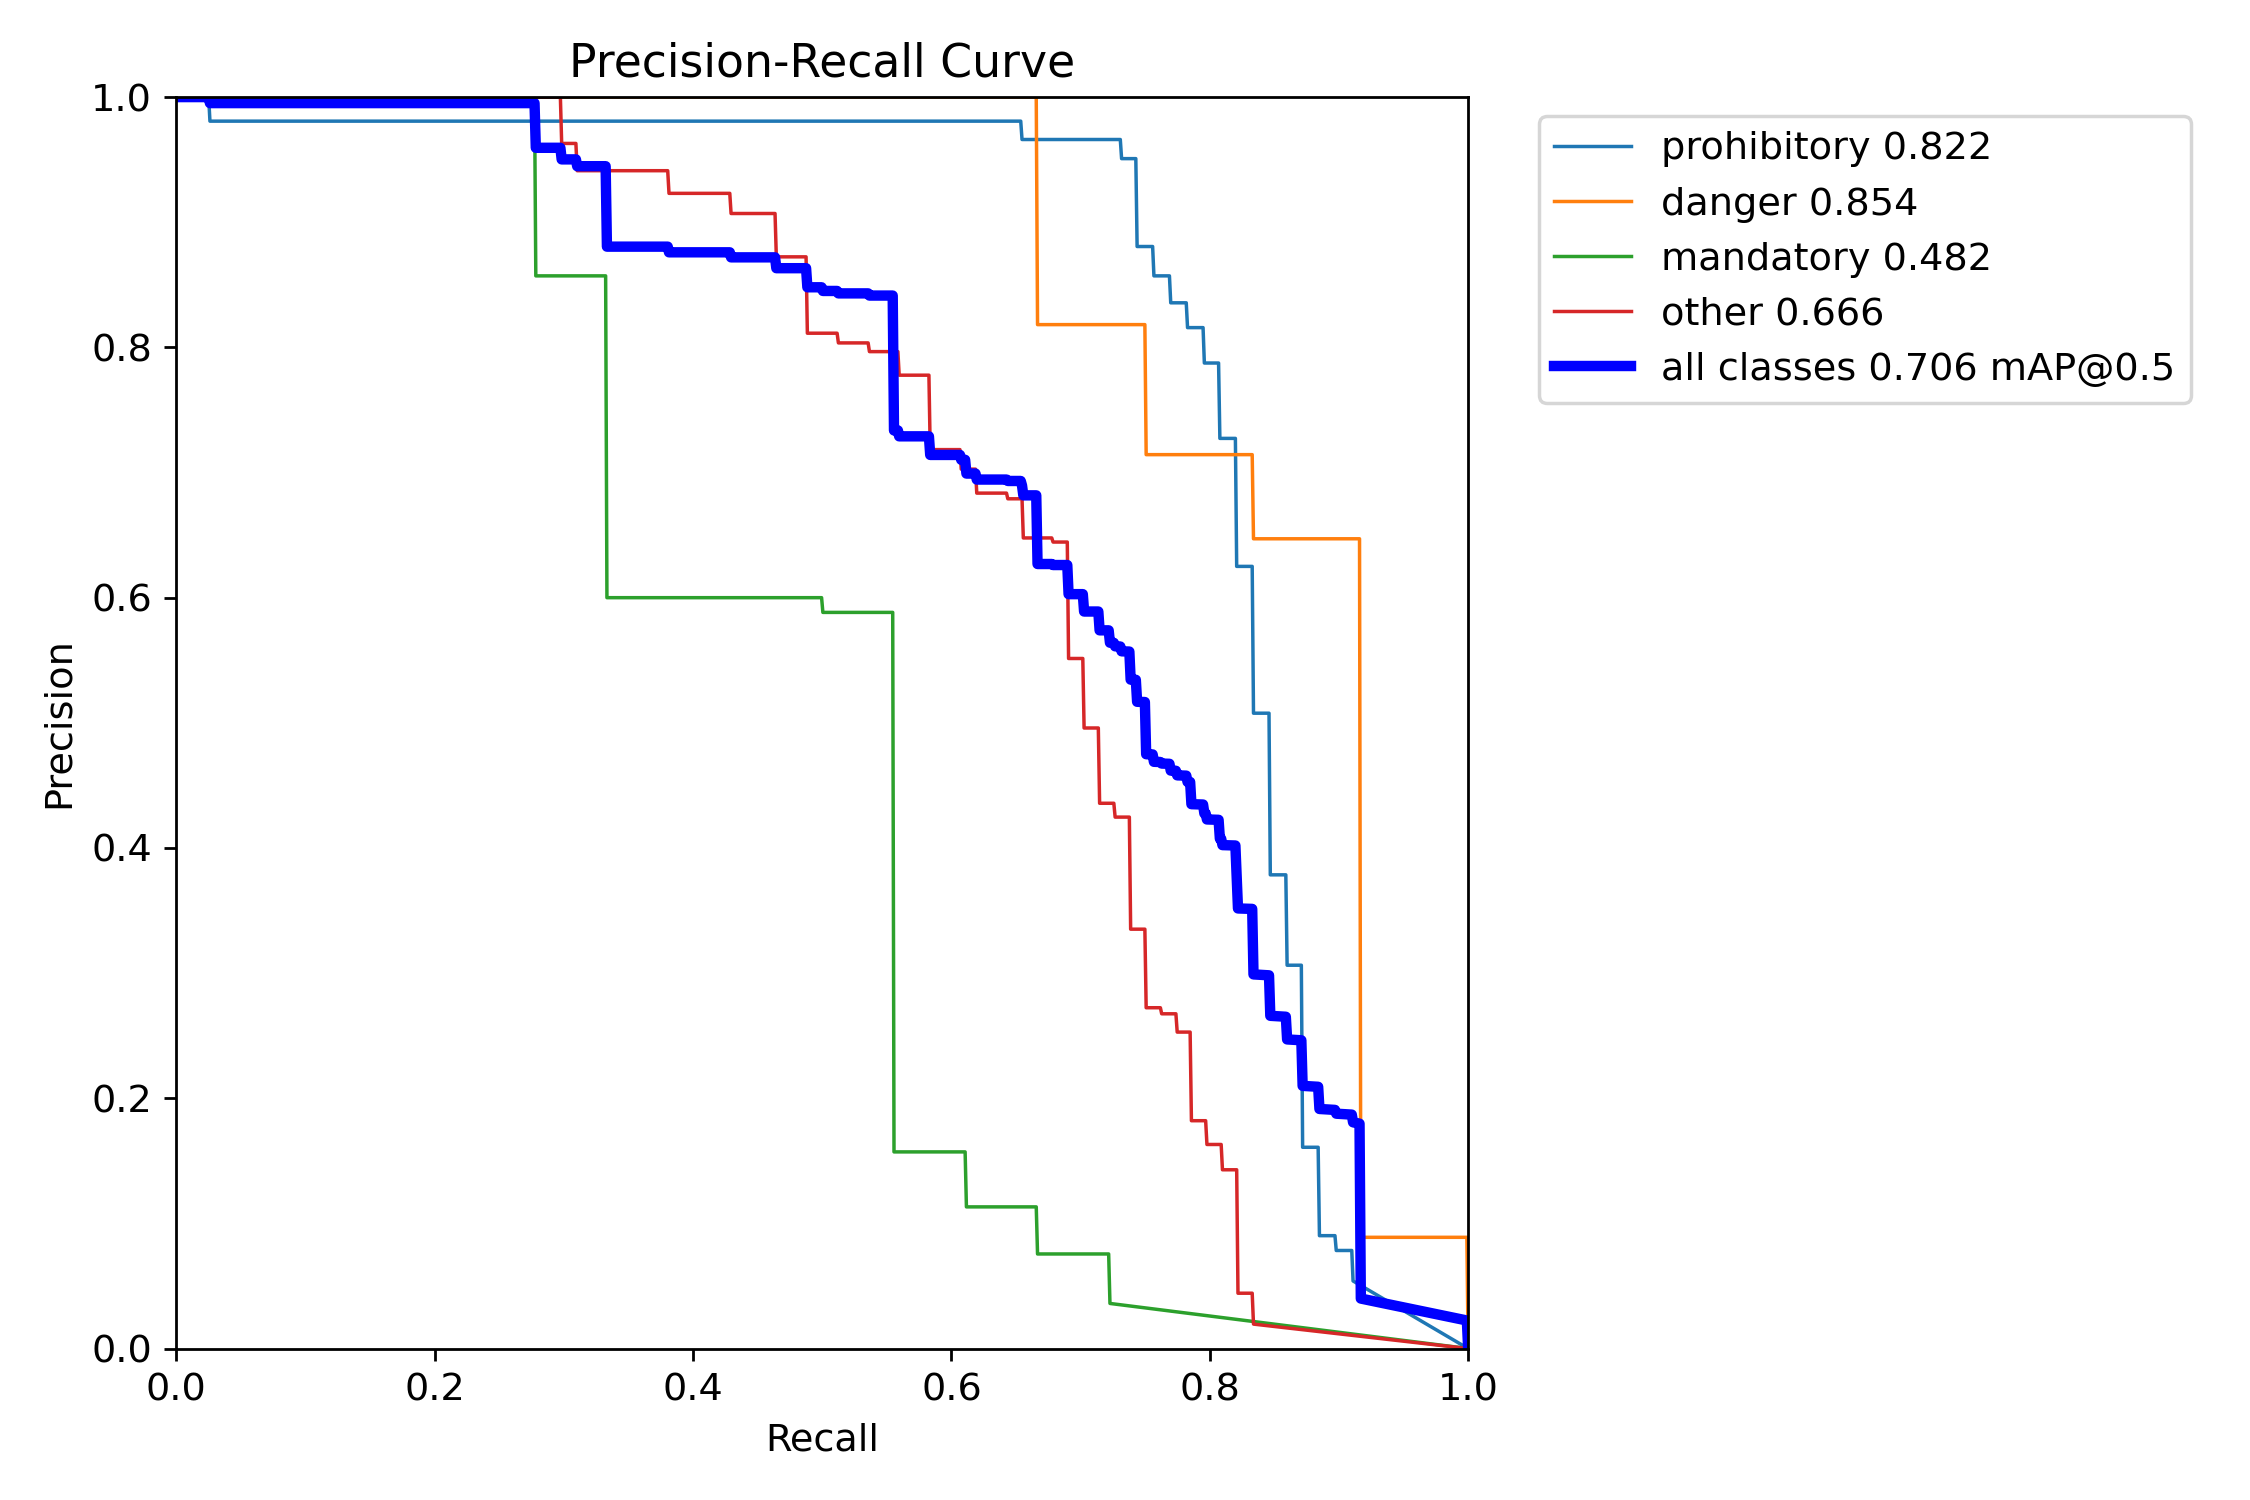 Precision-Recall Curve
1.0
0.8
0.6
0.4
0.2
0.0
Precision
0.0 0.2 0.4 0.6 0.8 1.0
Recall
prohibitory 0.822
danger 0.854
mandatory 0.482
other 0.666
all classes 0.706 mAP@0.5